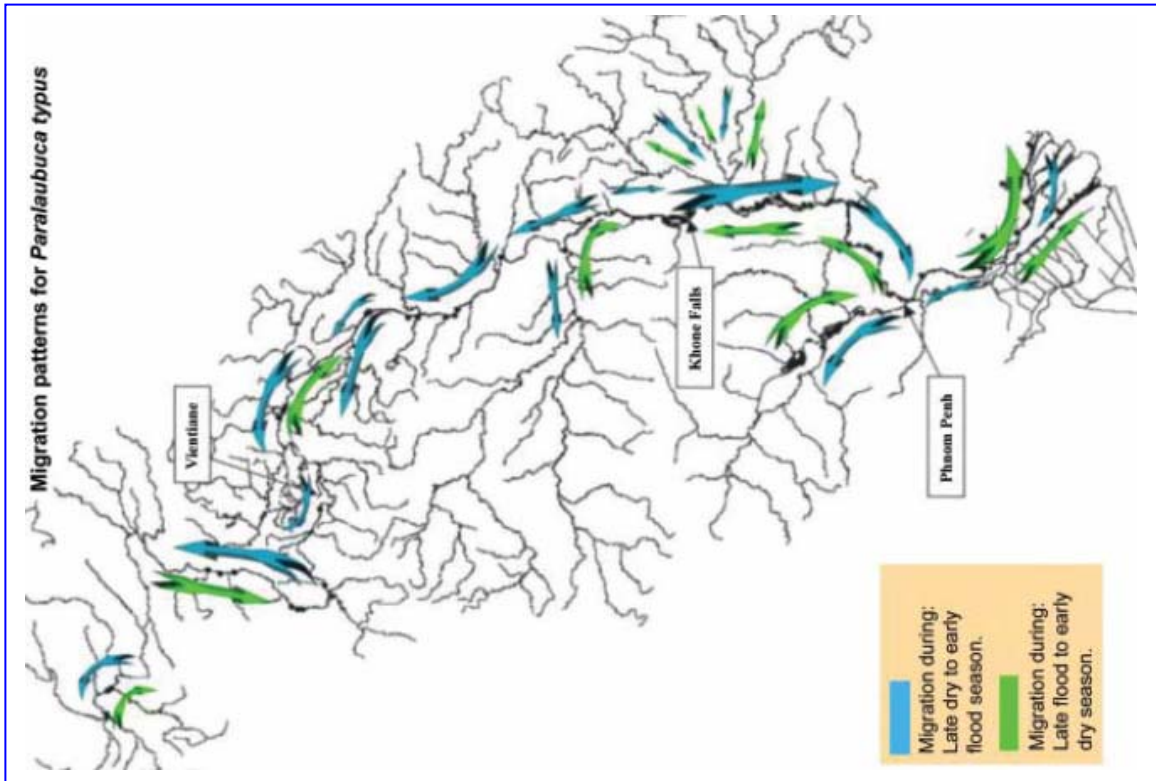 Migration patterns for Paralaubuca typus
Vientiane
Khone Falls
Phnom Penh
Migration during:
Late dry to early
flood season.
Migration during:
Late flood to early
dry season.